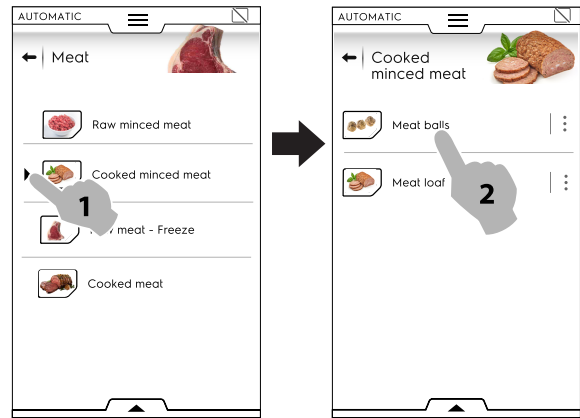 AUTOMATIC
Meat
Raw minced meat
Cooked minced meat
meat - Freeze
Cooked meat
1
AUTOMATIC
Cooked
minced meat
Meat balls
Meat loaf
2